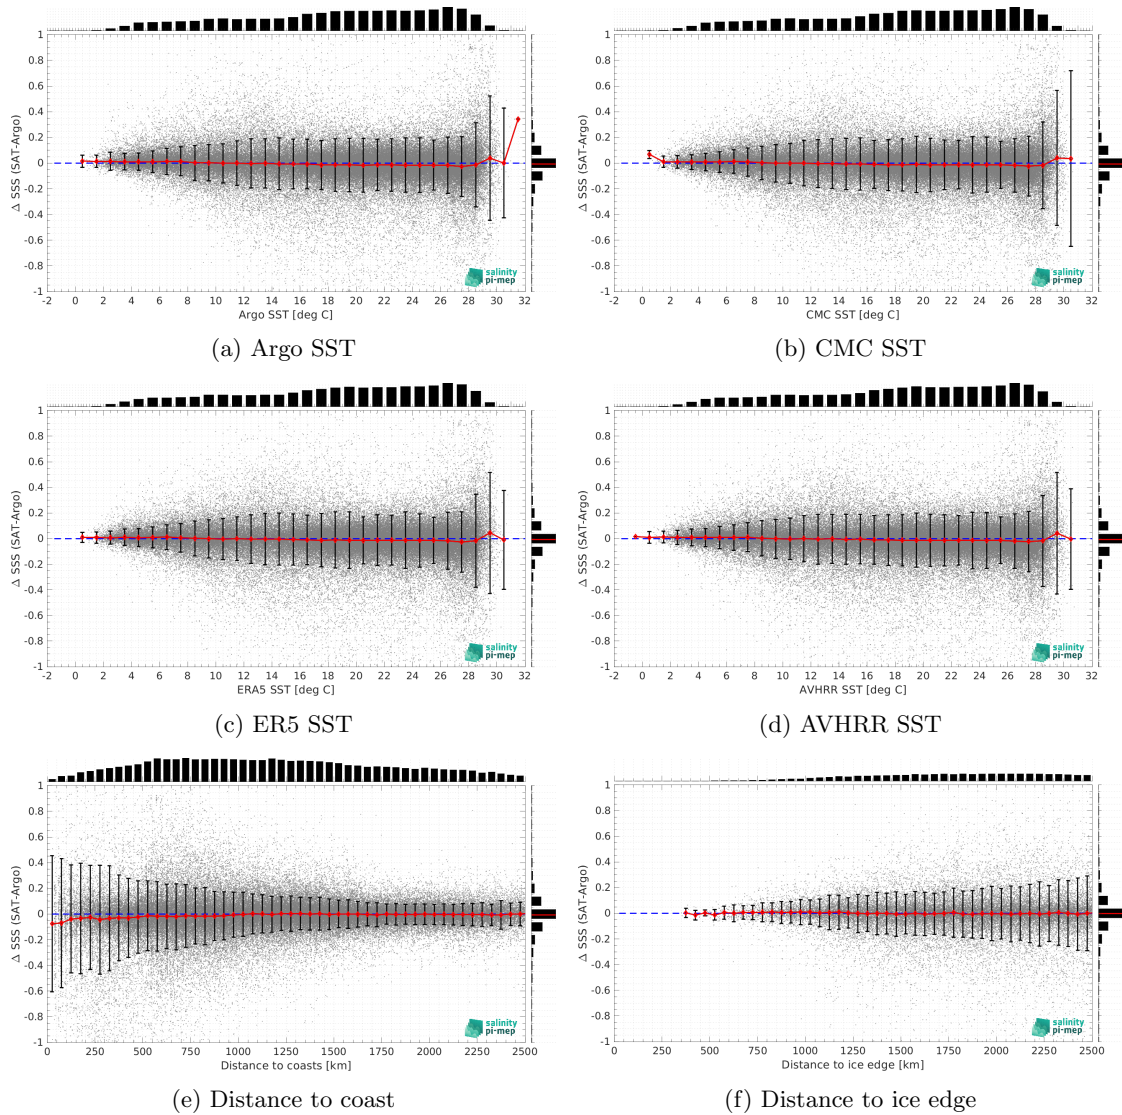 1
0.8
0.6
0.4
0.2
0
-0.2
-0.4
-0.6
-0.8
-1
Δ SSS (SAT-Argo)
salinity
pi-mep
-2 0 2 4 6 8 10 12 14 16 18 20 22 24 26 28 30 32
Argo SST [deg C]
(a) Argo SST
1
0.8
0.6
0.4
0.2
0
-0.2
-0.4
-0.6
-0.8
-1
Δ SSS (SAT-Argo)
salinity
pi-mep
-2 0 2 4 6 8 10 12 14 16 18 20 22 24 26 28 30 32
CMC SST [deg C]
(b) CMC SST
1
0.8
0.6
0.4
0.2
0
-0.2
-0.4
-0.6
-0.8
-1
Δ SSS (SAT-Argo)
salinity
pi-mep
-2 0 2 4 6 8 10 12 14 16 18 20 22 24 26 28 30 32
ERA5 SST [deg C]
(c) ER5 SST
1
0.8
0.6
0.4
0.2
0
-0.2
-0.4
-0.6
-0.8
-1
Δ SSS (SAT-Argo)
salinity
pi-mep
-2 0 2 4 6 8 10 12 14 16 18 20 22 24 26 28 30 32
AVHRR SST [deg C]
(d) AVHRR SST
1
0.8
0.6
0.4
0.2
0
-0.2
-0.4
-0.6
-0.8
-1
Δ SSS (SAT-Argo)
salinity
pi-mep
0 250 500 750 1000 1250 1500 1750 2000 2250 2500
Distance to coasts [km]
(e) Distance to coast
1
0.8
0.6
0.4
0.2
0
-0.2
-0.4
-0.6
-0.8
-1
Δ SSS (SAT-Argo)
salinity
pi-mep
0 250 500 750 1000 1250 1500 1750 2000 2250 2500
Distance to ice edge [km]
(f) Distance to ice edge